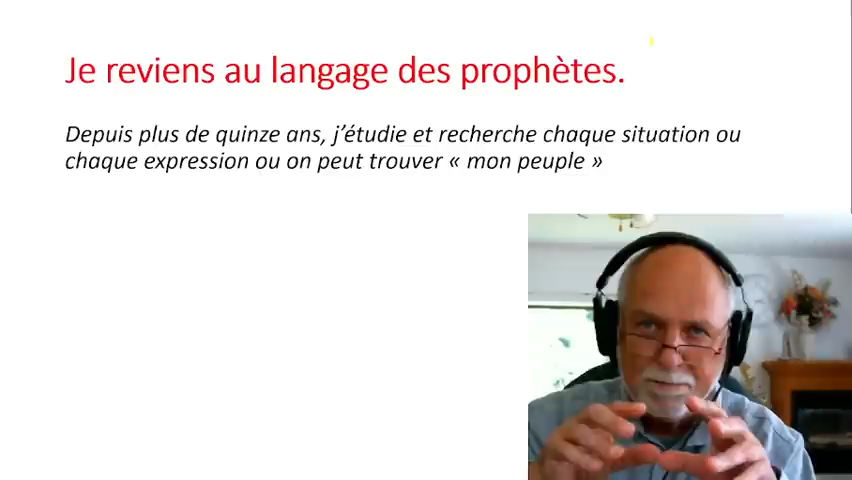 Je reviens au langage des prophètes.
Depuis plus de quinze ans, j’étudie et recherche chaque situation ou
chaque expression ou on peut trouver « mon peuple »